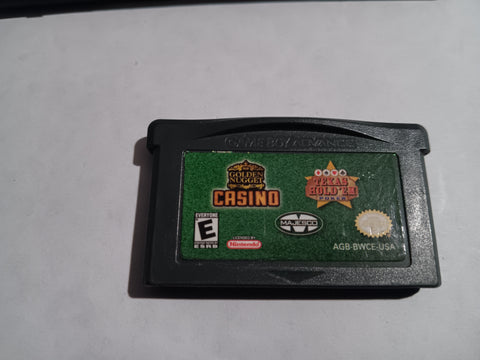 GAME BOY ADVANCE
GOLDEN
NUGGET
CASINO
TEXAS
HOLD'EM
POKER
EVERYONE
E
ESRB
LICENSED BY
Nintendo
MAJESCO
AGB-BWCE-USA